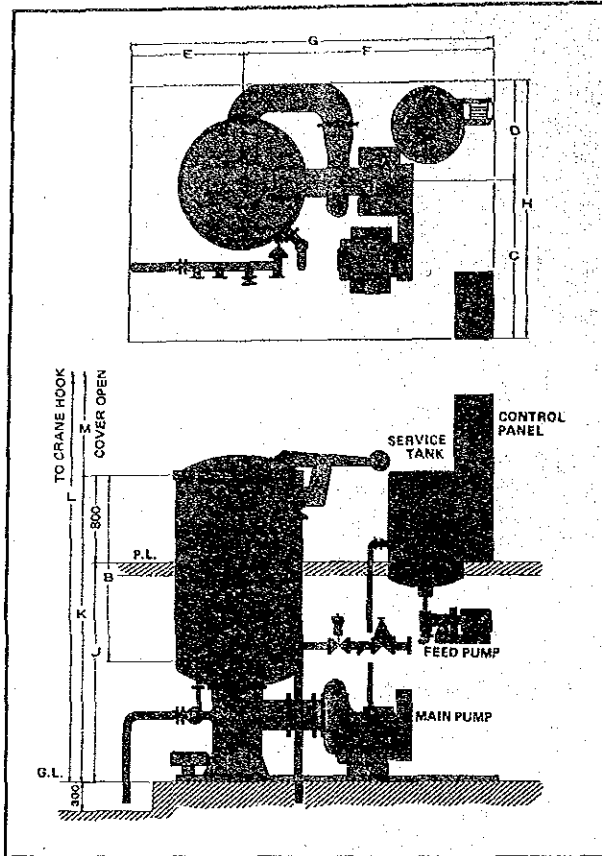 G
E
F
D
H
C
TO CRANE HOOK
M
COVER OPEN
CONTROL
PANEL
SERVICE
TANK
L
800
P.L.
B
K
J
FEED PUMP
MAIN PUMP
G.L.
300